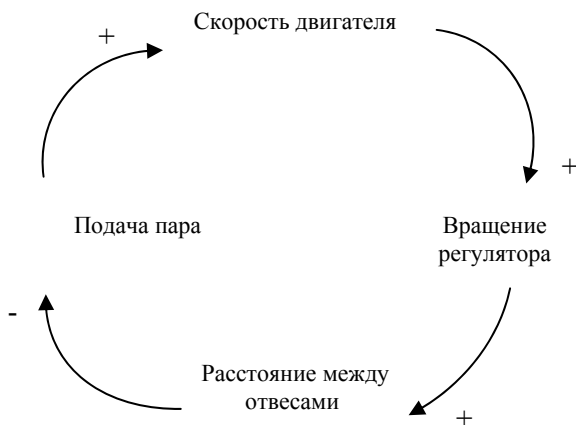 Скорость двигателя
+
+
Подача пара
Вращение
регулятора
-
Расстояние между
отвесами
+